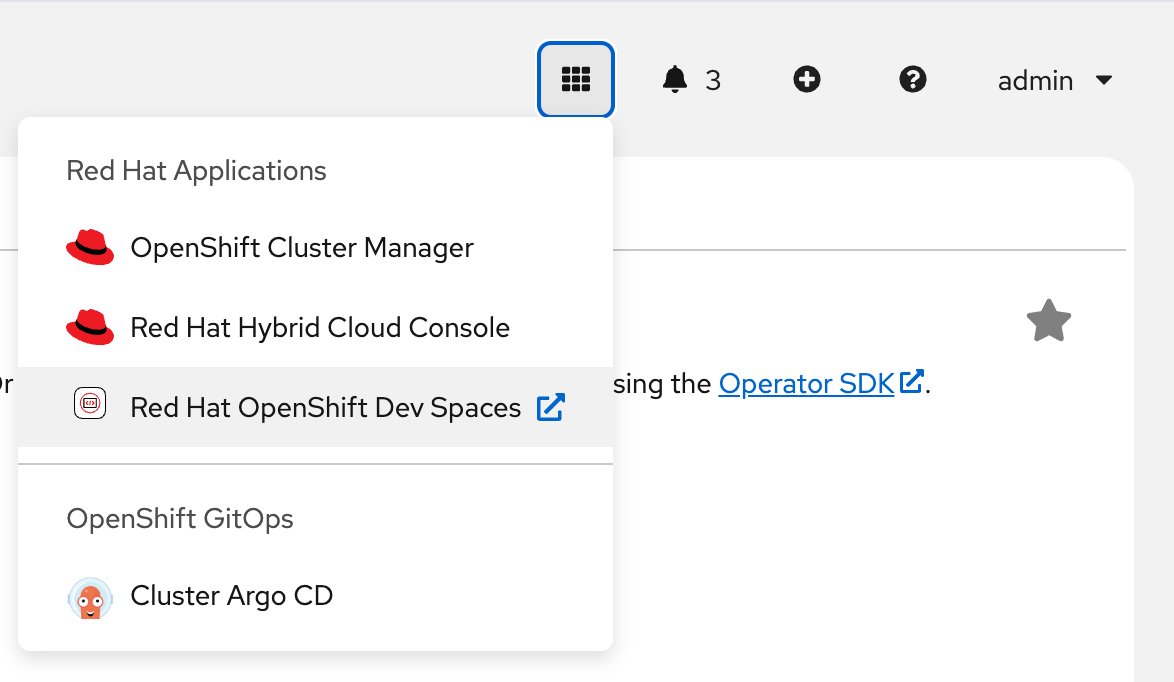 3 admin
Red Hat Applications
OpenShift Cluster Manager
Red Hat Hybrid Cloud Console
sing the Operator SDK.
Red Hat OpenShift Dev Spaces
OpenShift GitOps
Cluster Argo CD